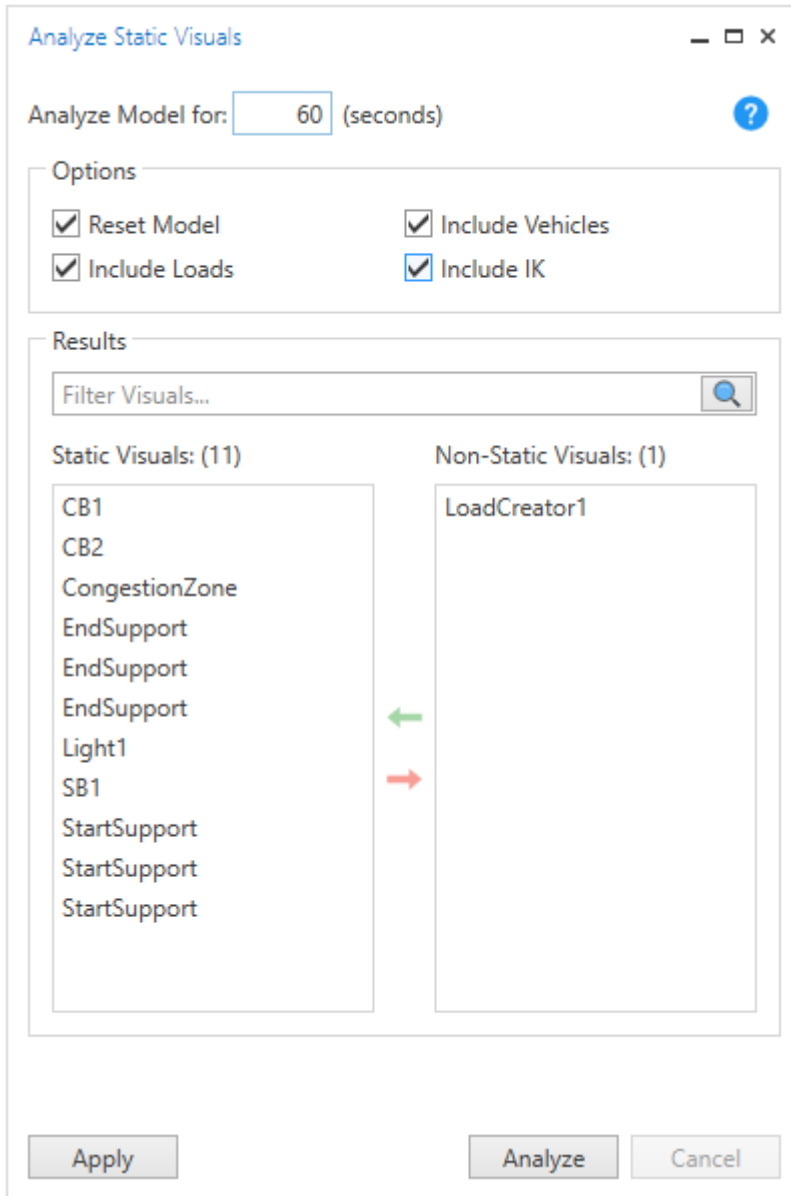 Analyze Static Visuals
Analyze Model for: 60 (seconds)
?
Options
Reset Model
Include Vehicles
Include Loads
Include IK
Results
Filter Visuals...
Static Visuals: (11)
CB1
CB2
CongestionZone
EndSupport
EndSupport
EndSupport
Light1
SB1
StartSupport
StartSupport
StartSupport
Non-Static Visuals: (1)
LoadCreator1
Apply
Analyze
Cancel